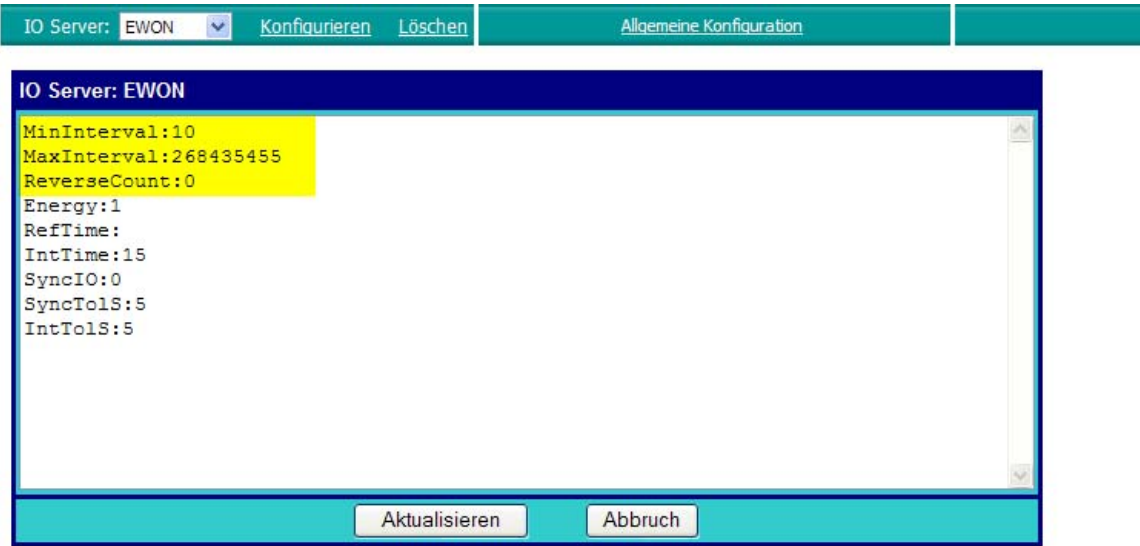 IO Server: EWON Konfigurieren Löschen Allgemeine Konfiguration
IO Server: EWON
MinInterval:10
MaxInterval:268435455
ReverseCount:0
Energy:1
RefTime:
IntTime:15
SyncIO:0
SyncTolS:5
IntTolS:5
Aktualisieren Abbruch